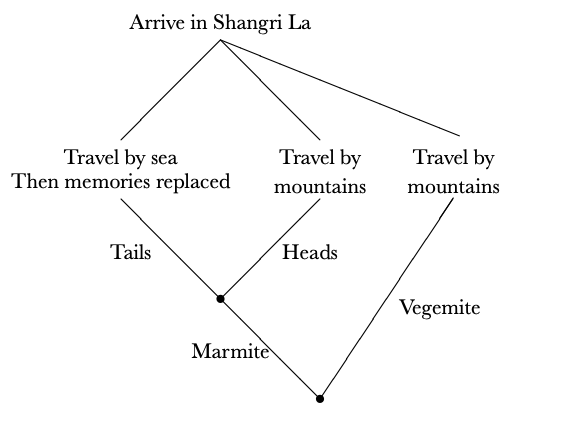 Arrive in Shangri La
Travel by sea
Then memories replaced
Travel by
mountains
Travel by
mountains
Tails
Heads
Vegemite
Marmite